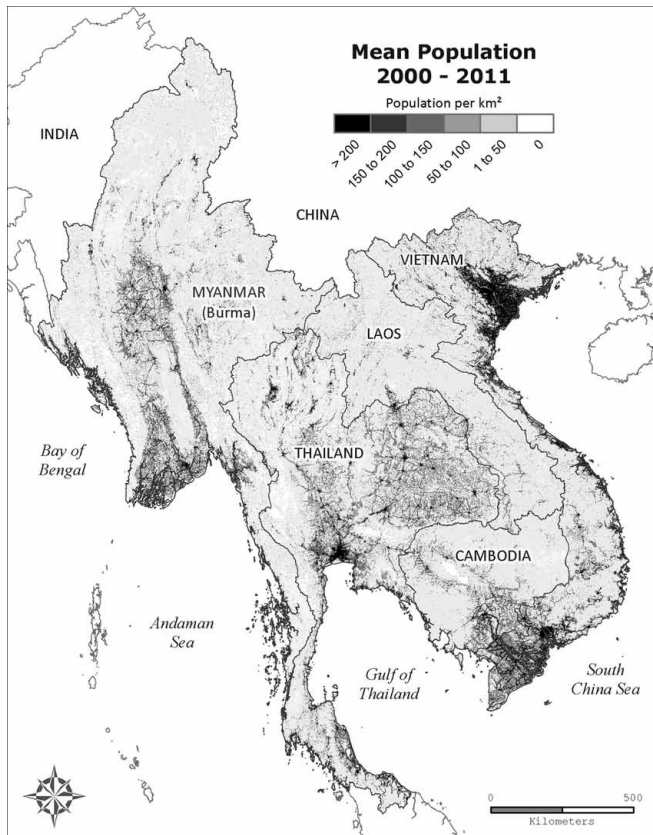 Mean Population
2000 - 2011
Population per km²
> 200
150 to 200
100 to 150
50 to 100
1 to 50
0
INDIA
CHINA
VIETNAM
MYANMAR
(Burma)
LAOS
Bay of
Bengal
THAILAND
CAMBODIA
Andaman
Sea
Gulf of
Thailand
South
China Sea
0
500
Kilometers